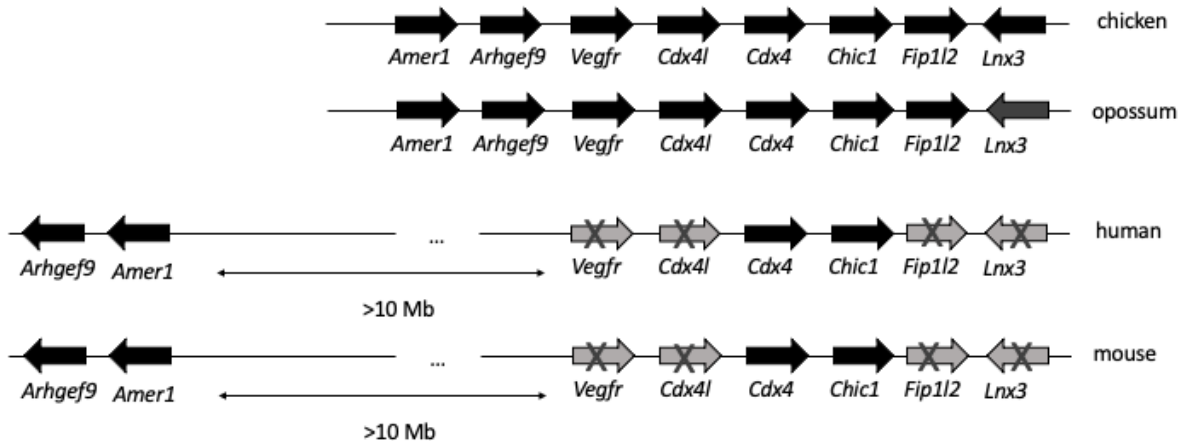 chicken
Amer1 Arhgef9 Vegfr Cdx4l Cdx4 Chic1 Fip1l2 Lnx3
opossum
Amer1 Arhgef9 Vegfr Cdx4l Cdx4 Chic1 Fip1l2 Lnx3
... human
Arhgef9 Amer1 Vegfr Cdx4l Cdx4 Chic1 Fip1l2 Lnx3
>10 Mb
... mouse
Arhgef9 Amer1 Vegfr Cdx4l Cdx4 Chic1 Fip1l2 Lnx3
>10 Mb